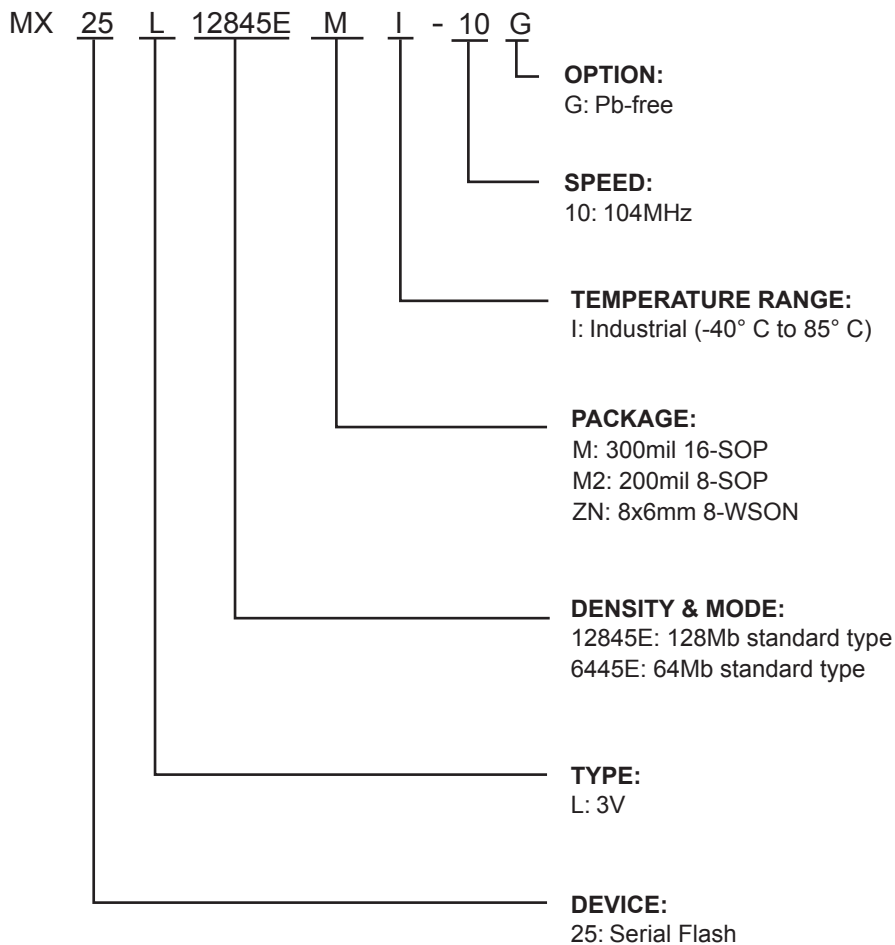 MX 25 L 12845E M I - 10 G
OPTION:
G: Pb-free
SPEED:
10: 104MHz
TEMPERATURE RANGE:
I: Industrial (-40° C to 85° C)
PACKAGE:
M: 300mil 16-SOP
M2: 200mil 8-SOP
ZN: 8x6mm 8-WSON
DENSITY & MODE:
12845E: 128Mb standard type
6445E: 64Mb standard type
TYPE:
L: 3V
DEVICE:
25: Serial Flash